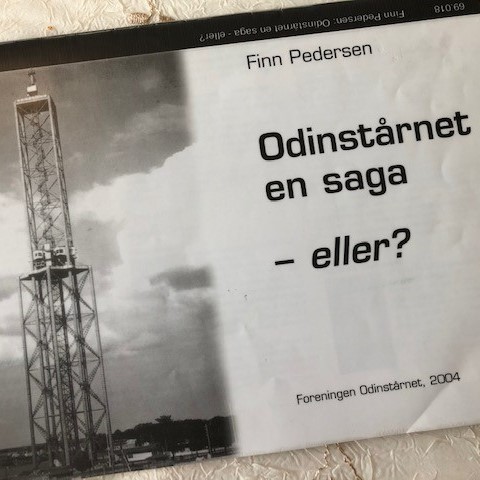 69.018
Finn Pedersen: Odinstårnet en saga - eller?
Finn Pedersen
Odinstårnet
en saga
– eller?
Foreningen Odinstårnet, 2004